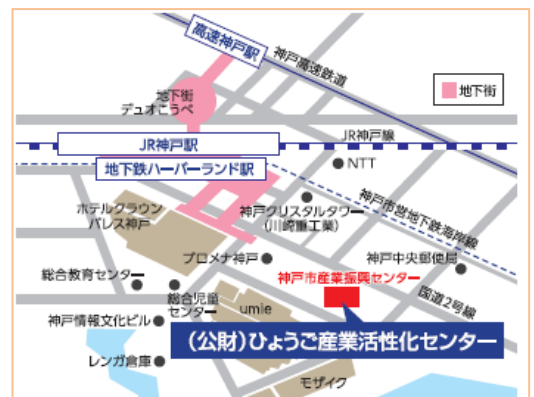 高速神戸駅
神戸高速鉄道
地下街
地下街
デュオこうべ
JR神戸線
JR神戸駅
NTT
地下鉄ハーバーランド駅
神戸市営地下鉄海岸線
ホテルクラウン
パレス神戸
神戸クリスタルタワー
(川崎重工業)
プロメナ神戸
神戸中央郵便局
総合教育センター
神戸市産業振興センター
国道2号線
総合児童
センター
umie
神戸情報文化ビル
(公財)ひょうご産業活性化センター
レンガ倉庫
モザイク